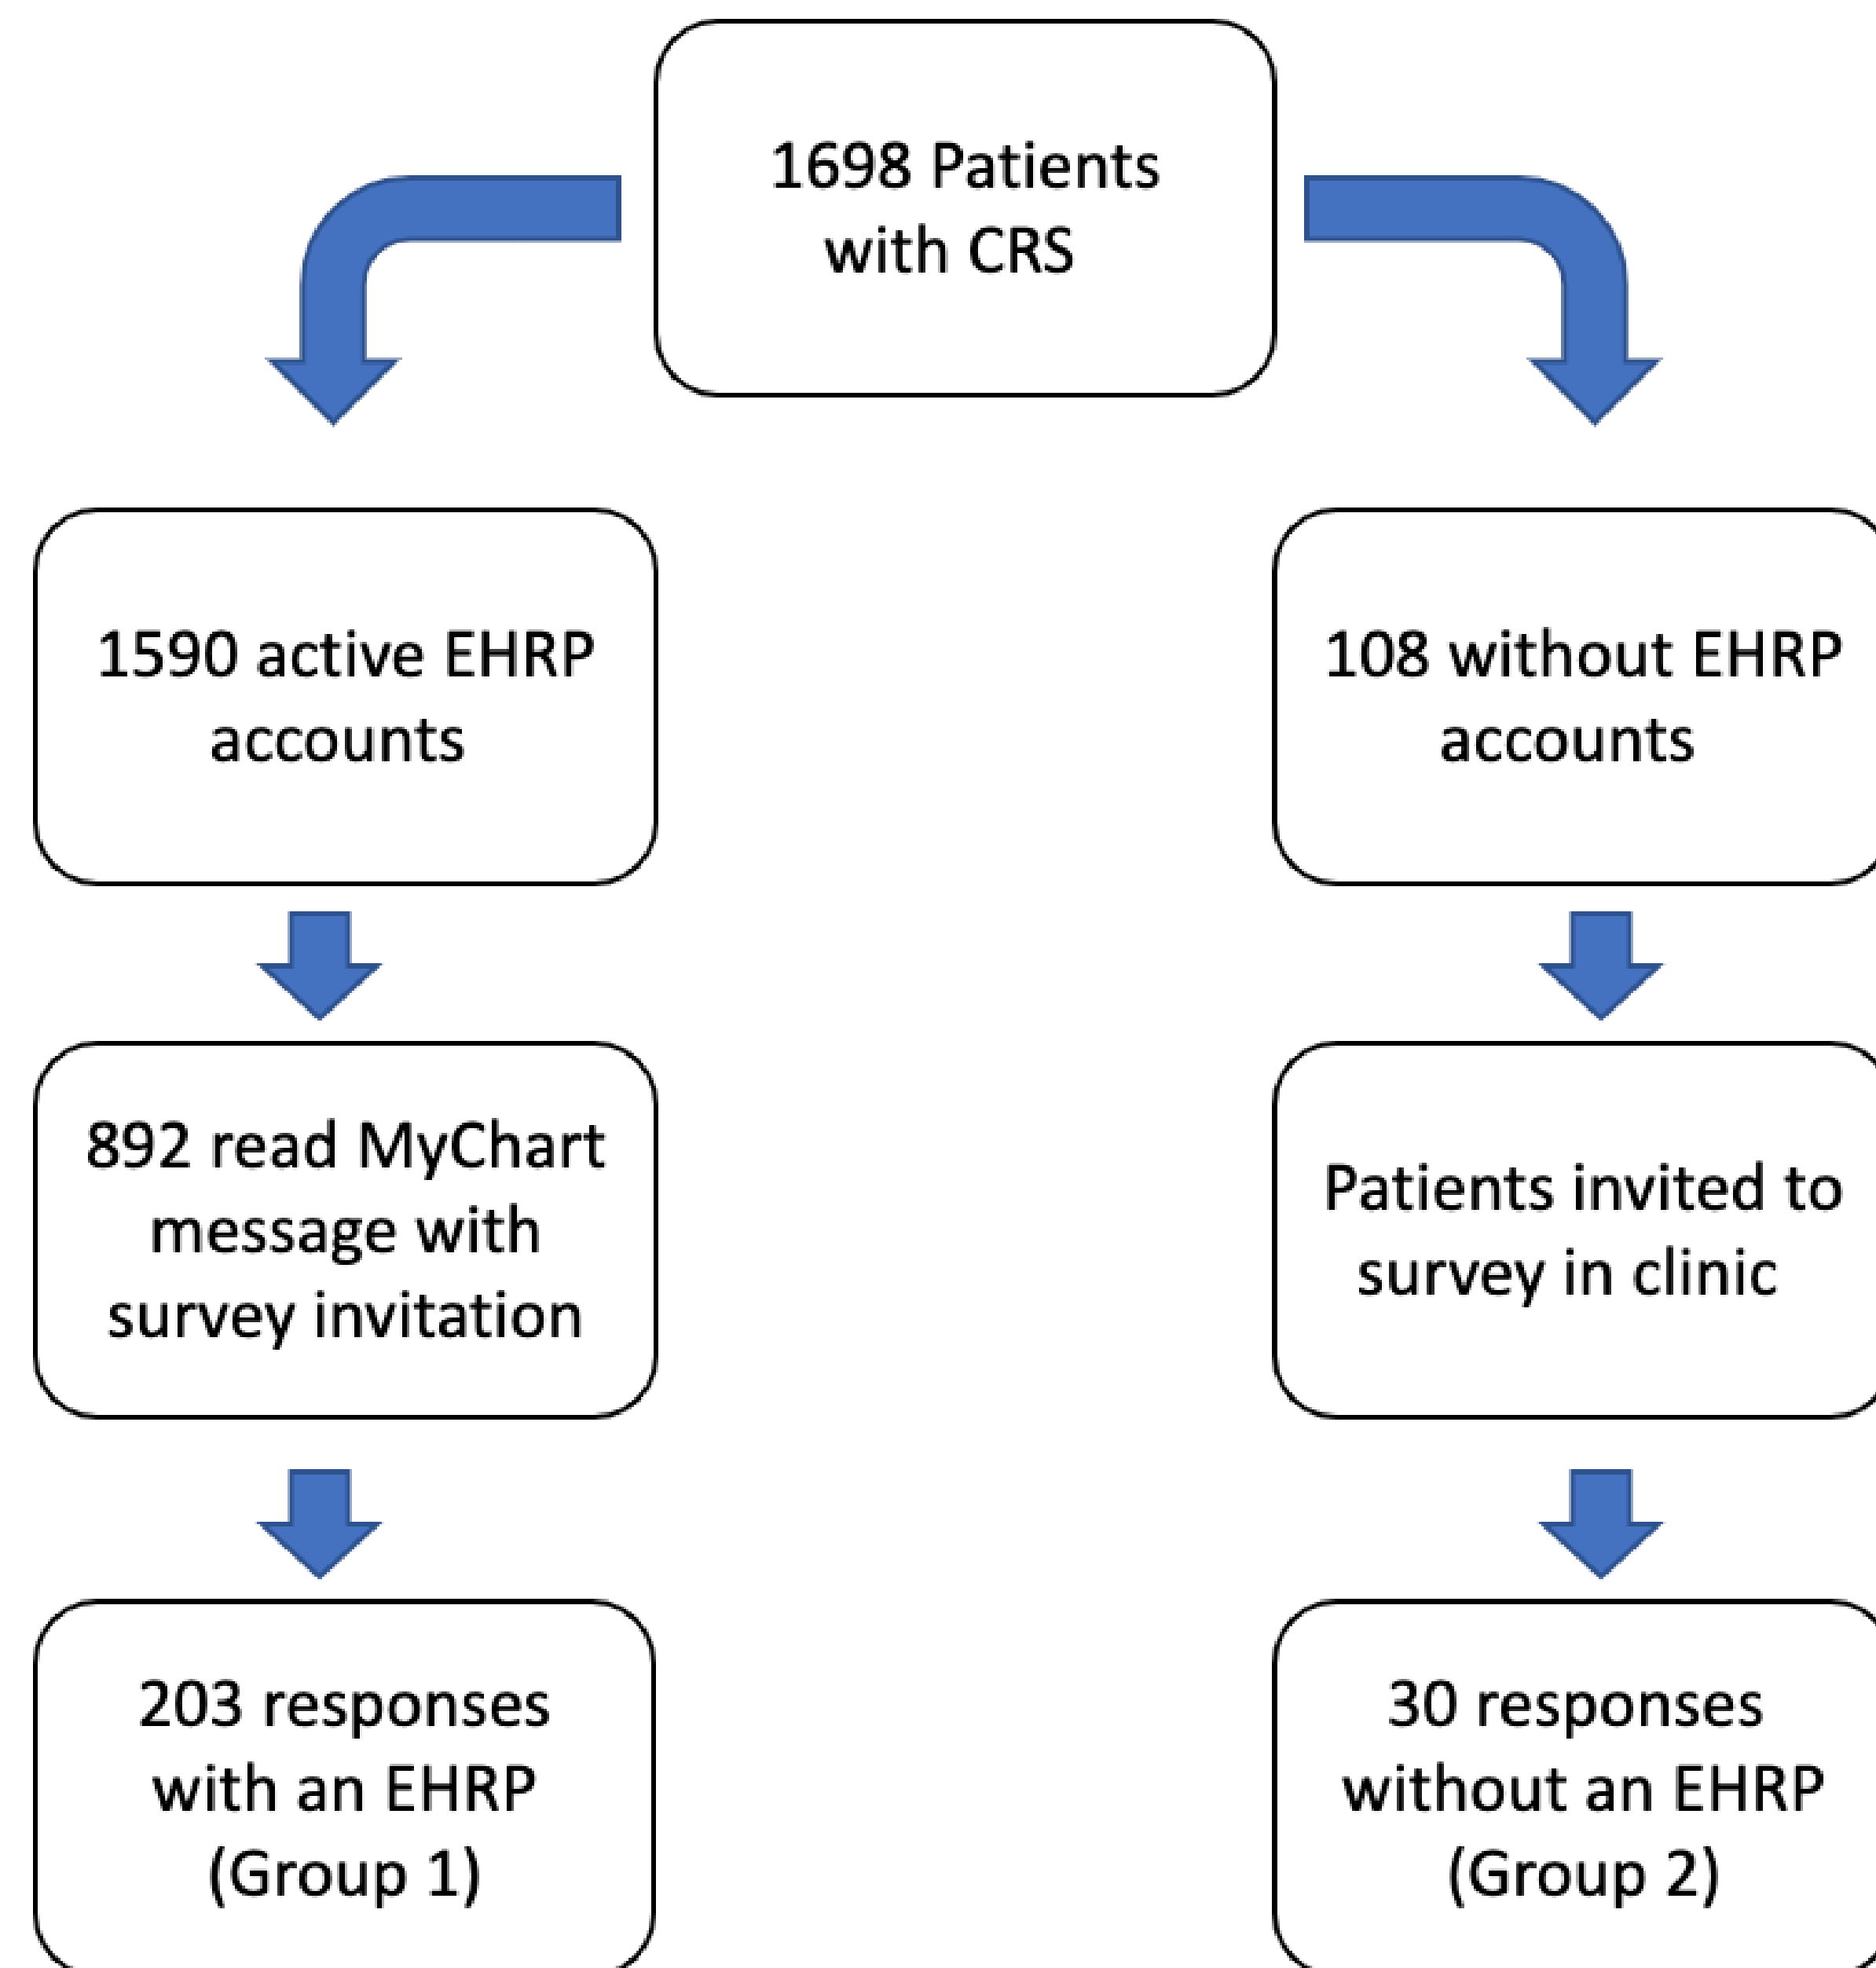 1698 Patients
with CRS
1590 active EHRP
accounts
108 without EHRP
accounts
892 read MyChart
message with
survey invitation
Patients invited to
survey in clinic
203 responses
with an EHRP
(Group 1)
30 responses
without an EHRP
(Group 2)